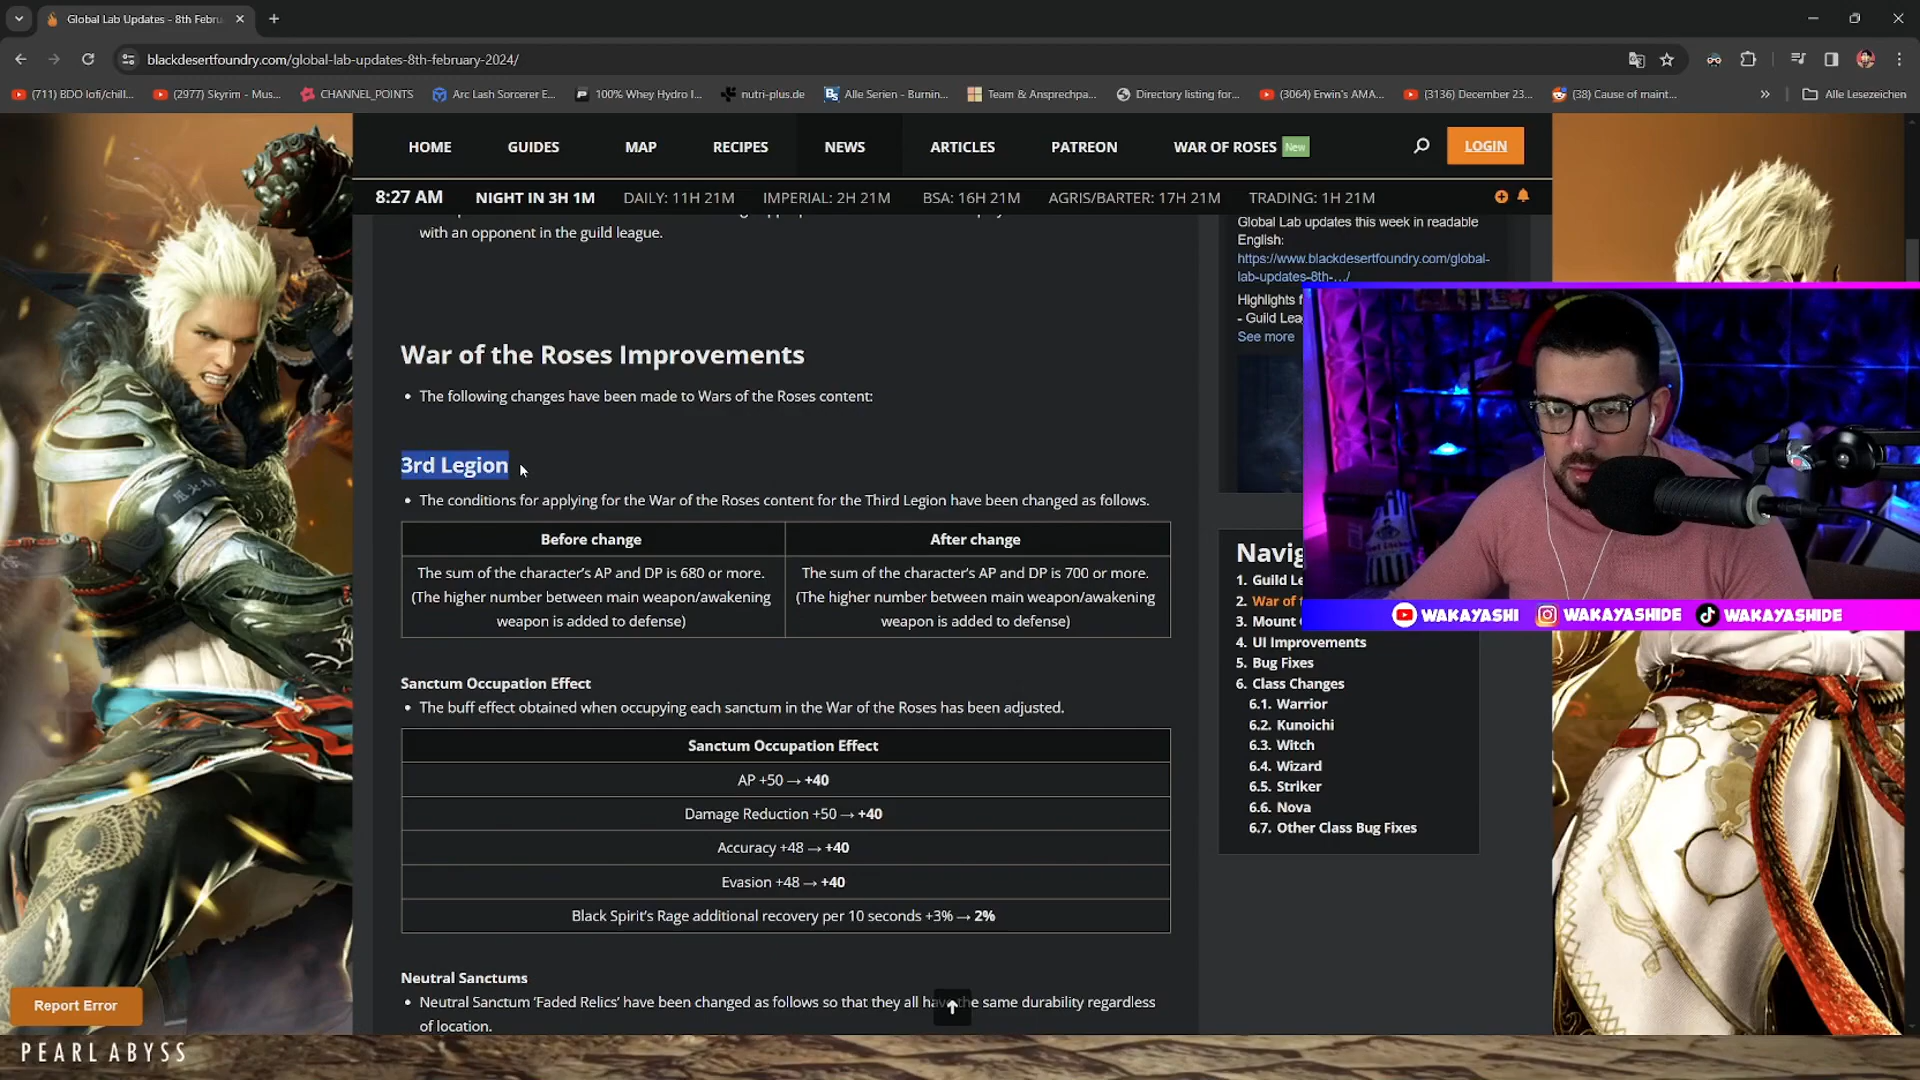 Global Lab Updates - 8th Febru
blackdesertfoundry.com/global-lab-updates-8th-february-2024/
(711) BDO lofi/chill...
(2977) Skyrim - Mus...
CHANNEL_POINTS
Arc Lash Sorcerer E...
100% Whey Hydro I...
nutri-plus.de
Alle Serien - Burnin...
Team & Ansprechpa...
Directory listing for...
(3064) Erwin's AMA...
(3136) December 23...
(38) Cause of maint...
Alle Lesezeichen
HOME GUIDES MAP RECIPES NEWS ARTICLES PATREON WAR OF ROSES New LOGIN
8:27 AM NIGHT IN 3H 1M DAILY: 11H 21M IMPERIAL: 2H 21M BSA: 16H 21M AGRIS/BARTER: 17H 21M TRADING: 1H 21M
with an opponent in the guild league.
War of the Roses Improvements
• The following changes have been made to Wars of the Roses content:
3rd Legion
• The conditions for applying for the War of the Roses content for the Third Legion have been changed as follows.
Before change
The sum of the character's AP and DP is 680 or more.
(The higher number between main weapon/awakening
weapon is added to defense)
After change
The sum of the character's AP and DP is 700 or more.
(The higher number between main weapon/awakening
weapon is added to defense)
Sanctum Occupation Effect
• The buff effect obtained when occupying each sanctum in the War of the Roses has been adjusted.
Sanctum Occupation Effect
AP +50 → +40
Damage Reduction +50 → +40
Accuracy +48 → +40
Evasion +48 → +40
Black Spirit's Rage additional recovery per 10 seconds +3% → 2%
Neutral Sanctums
• Neutral Sanctum 'Faded Relics' have been changed as follows so that they all have the same durability regardless
of location.
Global Lab updates this week in readable
English:
https://www.blackdesertfoundry.com/global-
lab-updates-8th-.../
Highlights f
- Guild Lea
See more
WAKAYASHI WAKAYASHIDE WAKAYASHIDE
Navig
1. Guild Le
2. War of t
3. Mount
4. UI Improvements
5. Bug Fixes
6. Class Changes
6.1. Warrior
6.2. Kunoichi
6.3. Witch
6.4. Wizard
6.5. Striker
6.6. Nova
6.7. Other Class Bug Fixes
Report Error
PEARL ABYSS